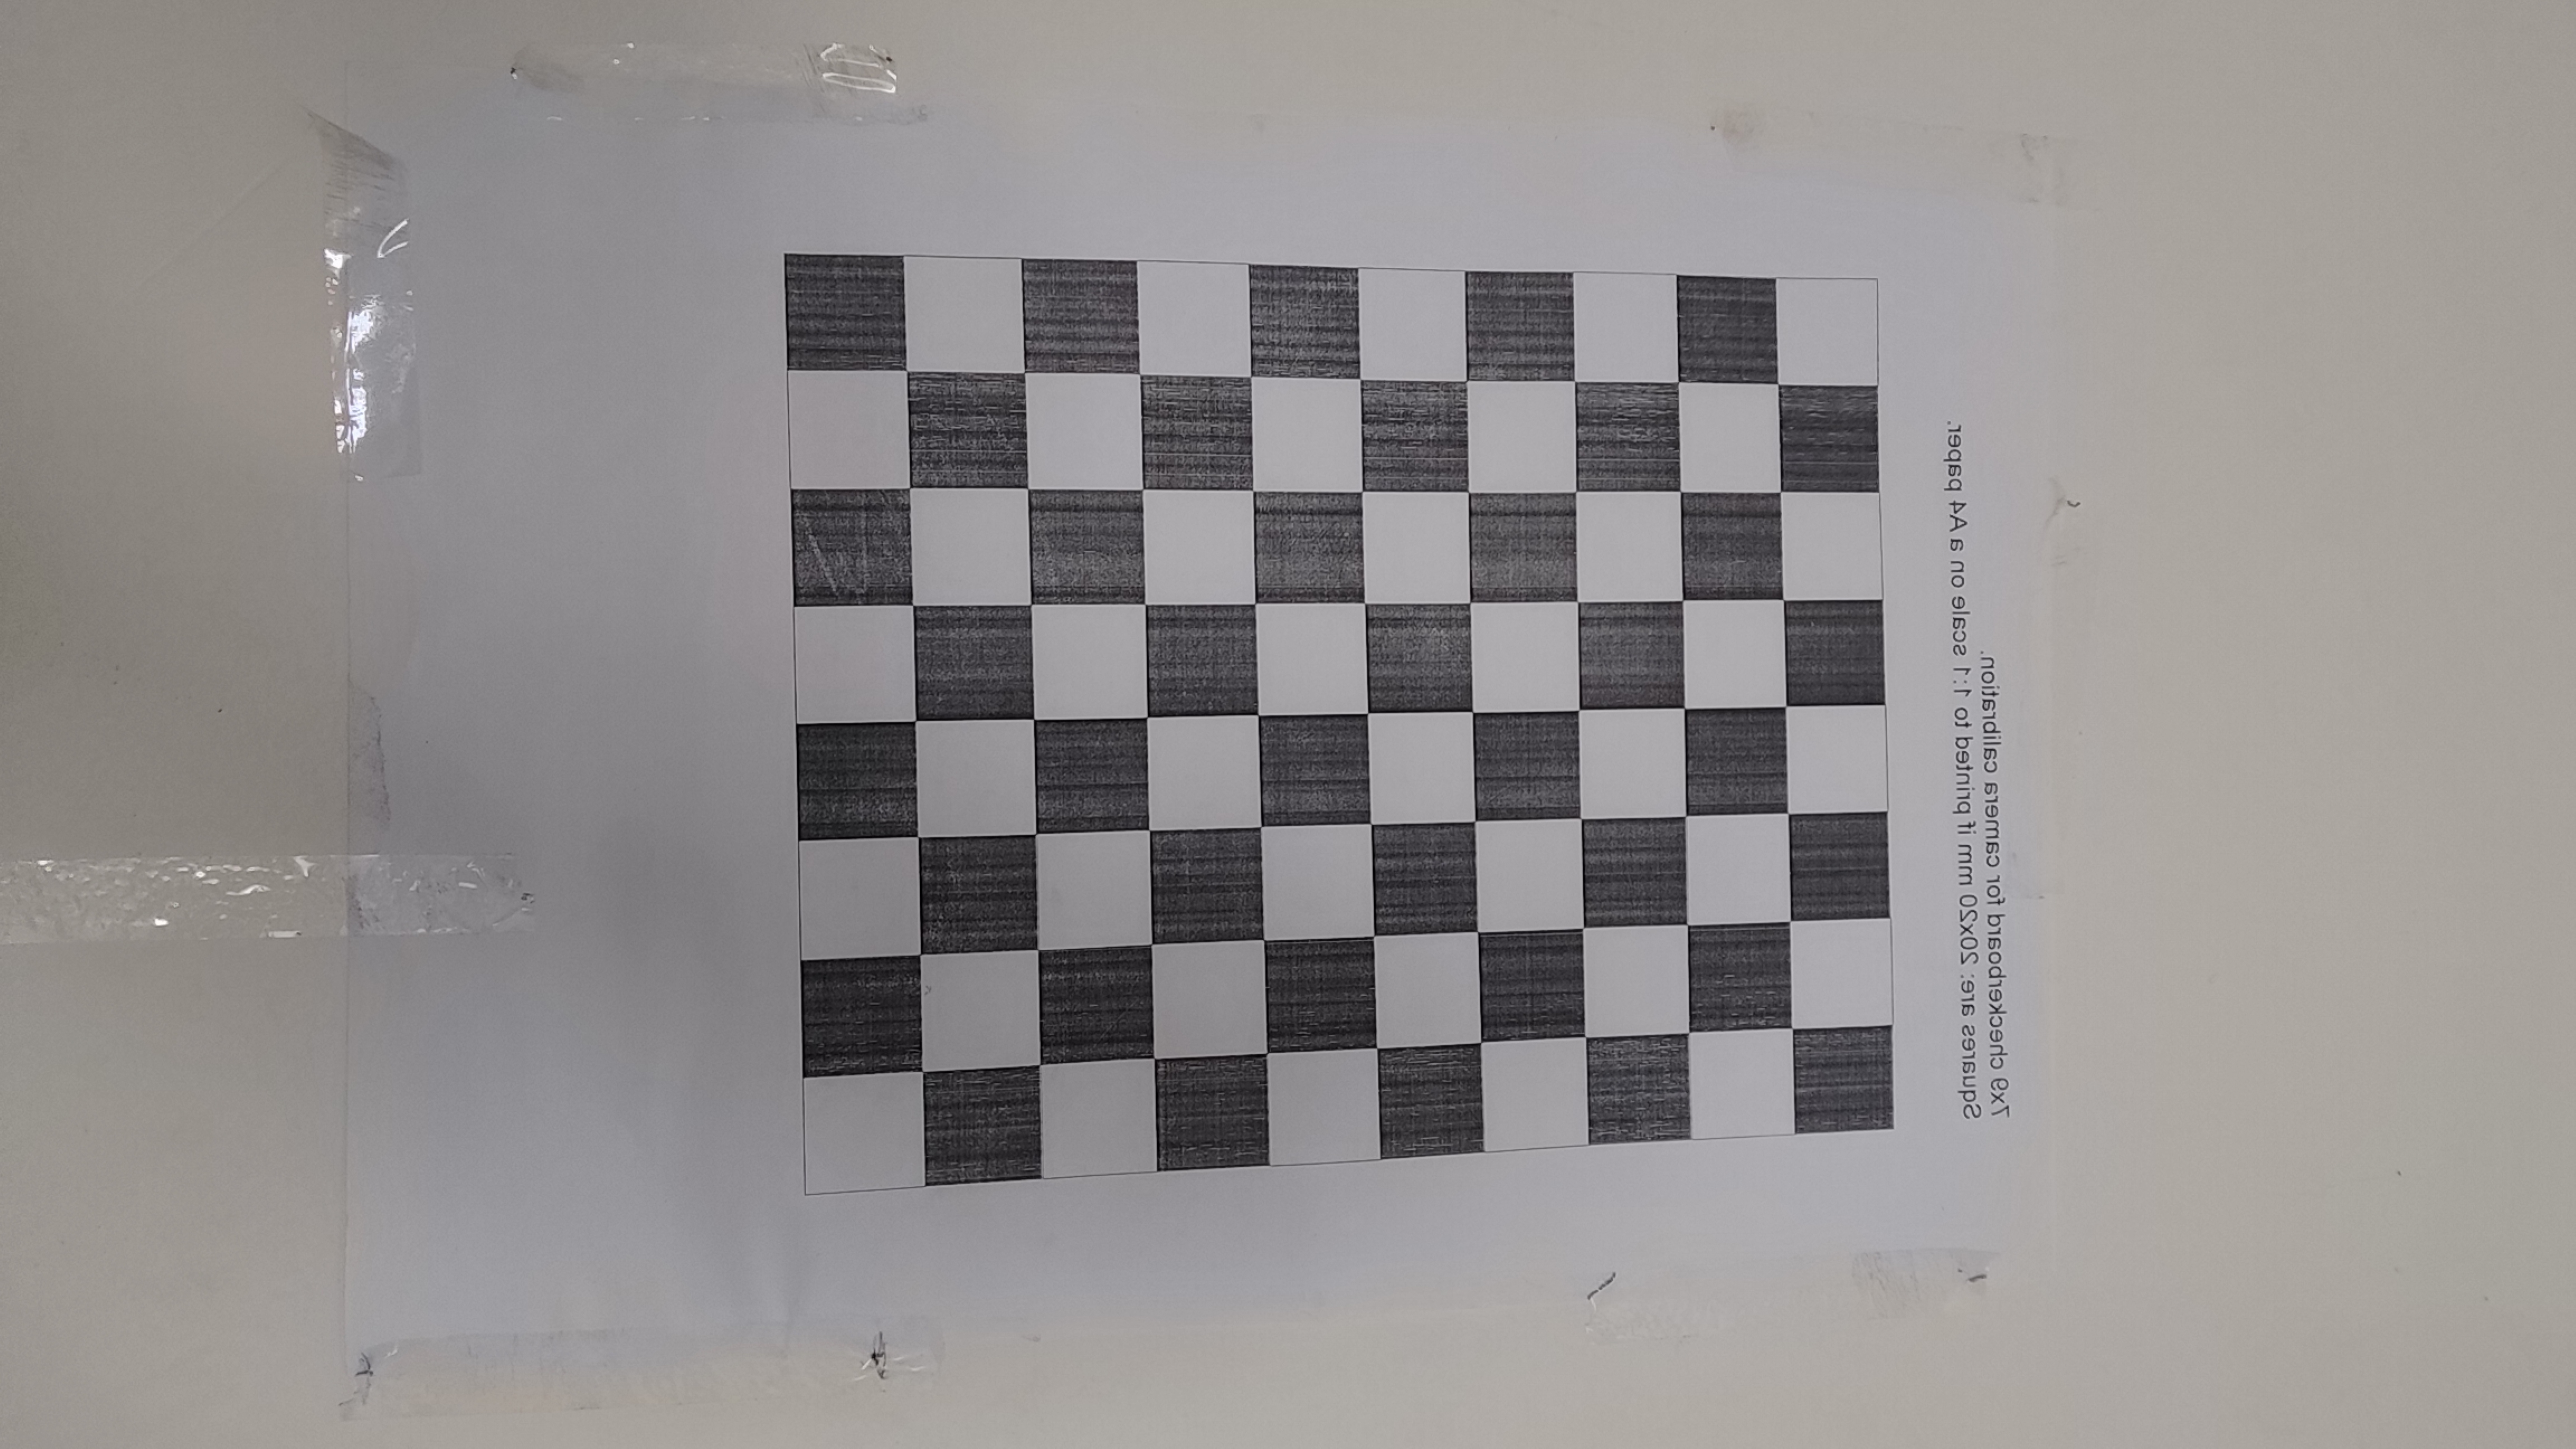 7x9 checkerboard for camera calibration.
Squares are: 20x20 mm if printed to 1:1 scale on a A4 paper.